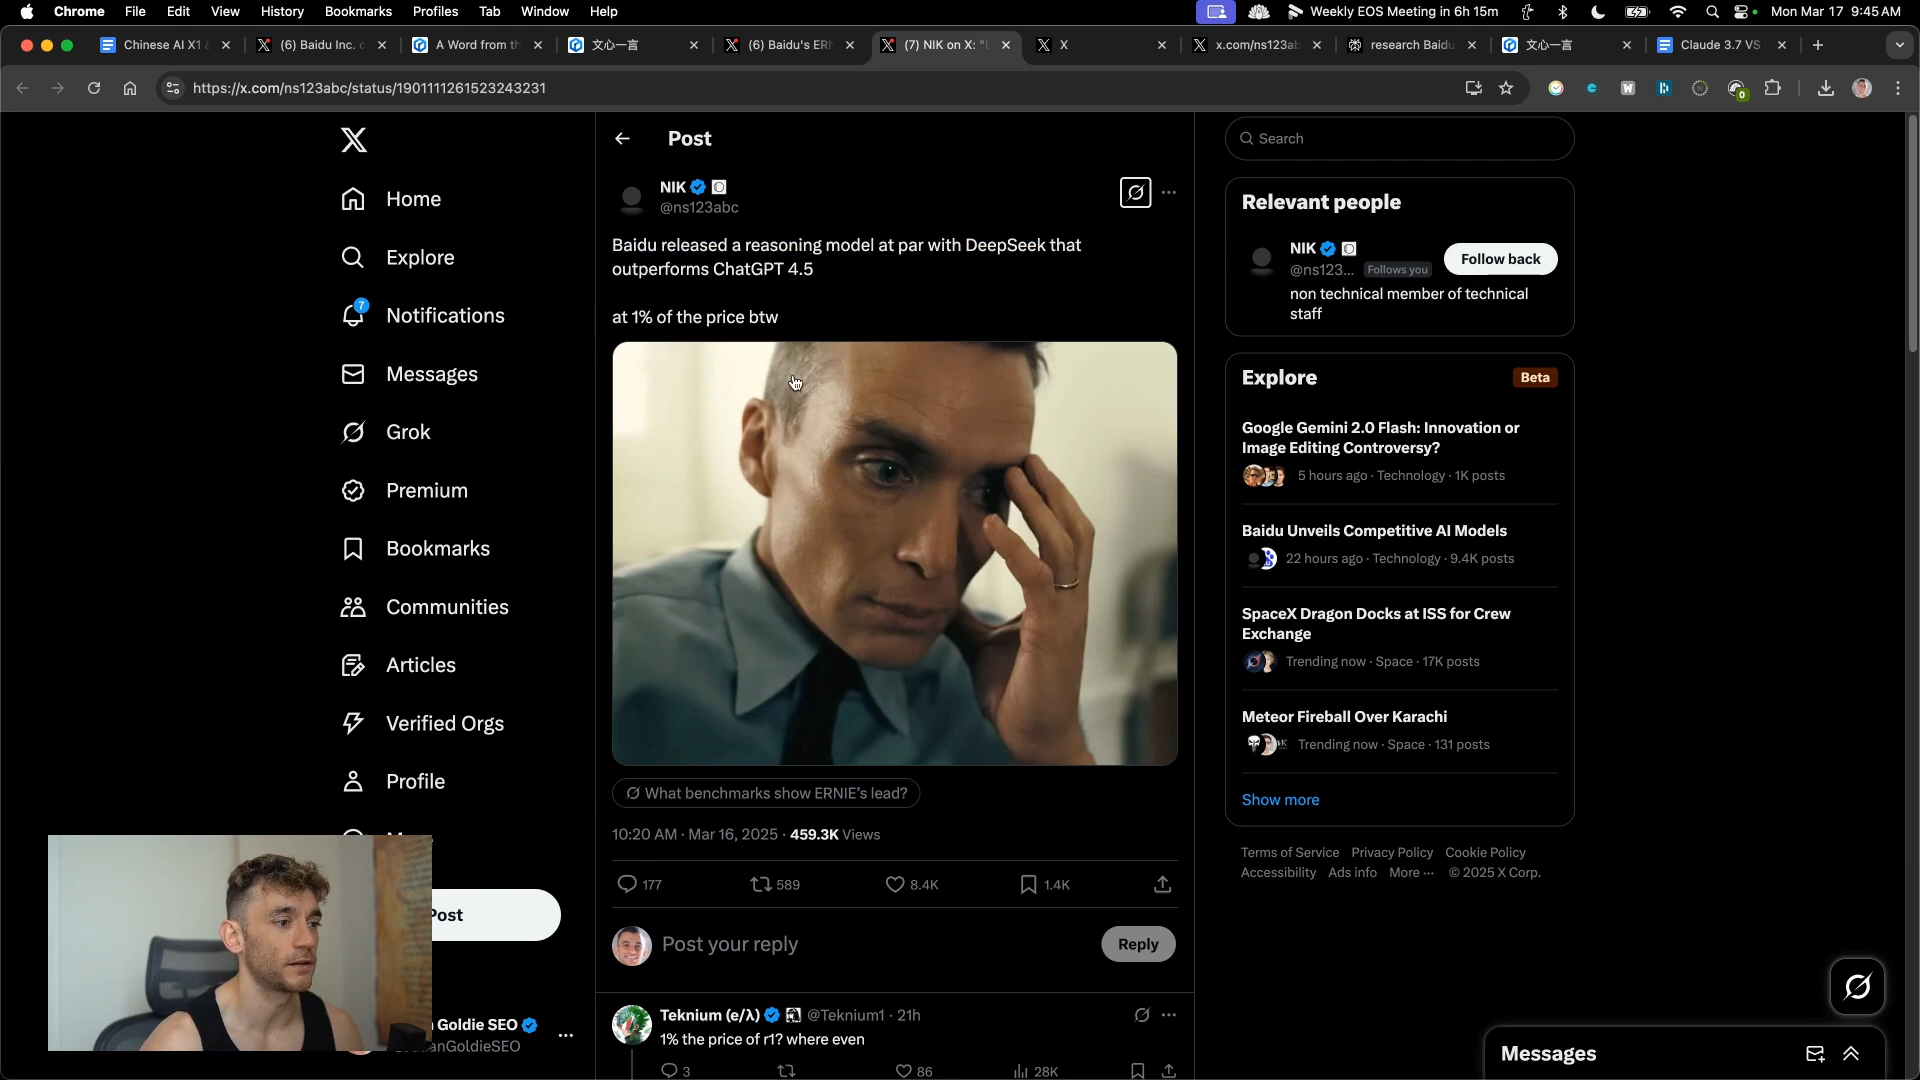 Chrome File Edit View History Bookmarks Profiles Tab Window Help Weekly EOS Meeting in 6h 15m Mon Mar 17 9:45 AM
Chinese AI X1 (6) Baidu Inc. A Word from th 文心一言 (6) Baidu's ER (7) NIK on X: X x.com/ns123ab research Baidu 文心一言 Claude 3.7 VS
https://x.com/ns123abc/status/1901111261523243231
0
Home
Explore
7
Notifications
Messages
Grok
Premium
Bookmarks
Communities
Articles
Verified Orgs
Profile
Post
Goldie SEO
anGoldieSEO
Post
NIK
@ns123abc
Baidu released a reasoning model at par with DeepSeek that
outperforms ChatGPT 4.5
at 1% of the price btw
What benchmarks show ERNIE's lead?
10:20 AM · Mar 16, 2025 · 459.3K Views
177 589 8.4K 1.4K
Post your reply
Reply
Teknium (e/λ) @Teknium1 · 21h
1% the price of r1? where even
3 86 28K
Search
Relevant people
NIK
@ns123... Follows you
Follow back
non technical member of technical
staff
Explore
Beta
Google Gemini 2.0 Flash: Innovation or
Image Editing Controversy?
5 hours ago · Technology · 1K posts
Baidu Unveils Competitive AI Models
22 hours ago · Technology · 9.4K posts
SpaceX Dragon Docks at ISS for Crew
Exchange
Trending now · Space · 17K posts
Meteor Fireball Over Karachi
Trending now · Space · 131 posts
Show more
Terms of Service Privacy Policy Cookie Policy
Accessibility Ads info More ··· © 2025 X Corp.
Messages